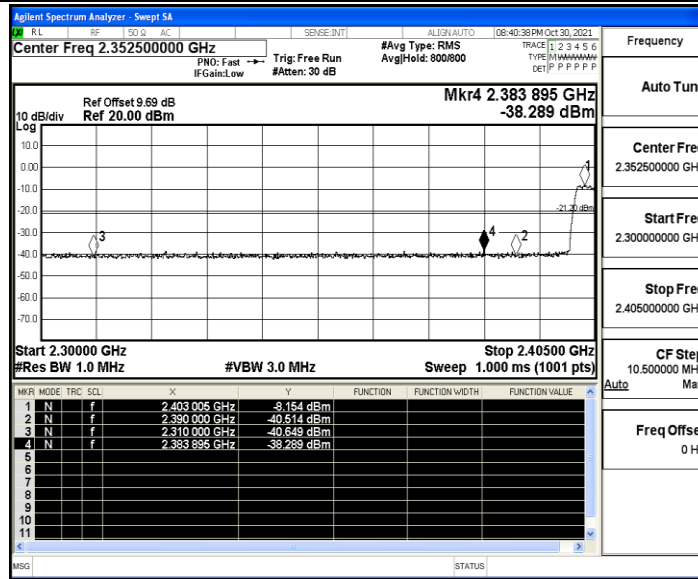 Agilent Spectrum Analyzer - Swept SA
RL RF 50 Ω AC SENSE:INT ALIGN AUTO 08:40:38 PM Oct 30, 2021
Center Freq 2.352500000 GHz
PNO: Fast
IFGain:Low
Trig: Free Run
#Atten: 30 dB
#Avg Type: RMS
Avg|Hold: 800/800
TRACE 1 2 3 4 5 6
TYPE M
DET P P P P P P
Ref Offset 9.69 dB
10 dB/div Ref 20.00 dBm
Log
Mkr4 2.383 895 GHz
-38.289 dBm
10.0
0.00
-10.0
-20.0
-30.0
-40.0
-50.0
-60.0
-70.0
1
-21.20 dBm
3
4
2
Start 2.30000 GHz Stop 2.40500 GHz
#Res BW 1.0 MHz #VBW 3.0 MHz Sweep 1.000 ms (1001 pts)
MKR MODE TRC SCL X Y FUNCTION FUNCTION WIDTH FUNCTION VALUE
1 N f 2.403 005 GHz -8.154 dBm
2 N f 2.390 000 GHz -40.514 dBm
3 N f 2.310 000 GHz -40.649 dBm
4 N f 2.383 895 GHz -38.289 dBm
5
6
7
8
9
10
11
MSG STATUS
Frequency
Auto Tun
Center Fre
2.352500000 GH
Start Fre
2.300000000 GH
Stop Fre
2.405000000 GH
CF Step
10.500000 MH
Auto Ma
Freq Offse
0 H